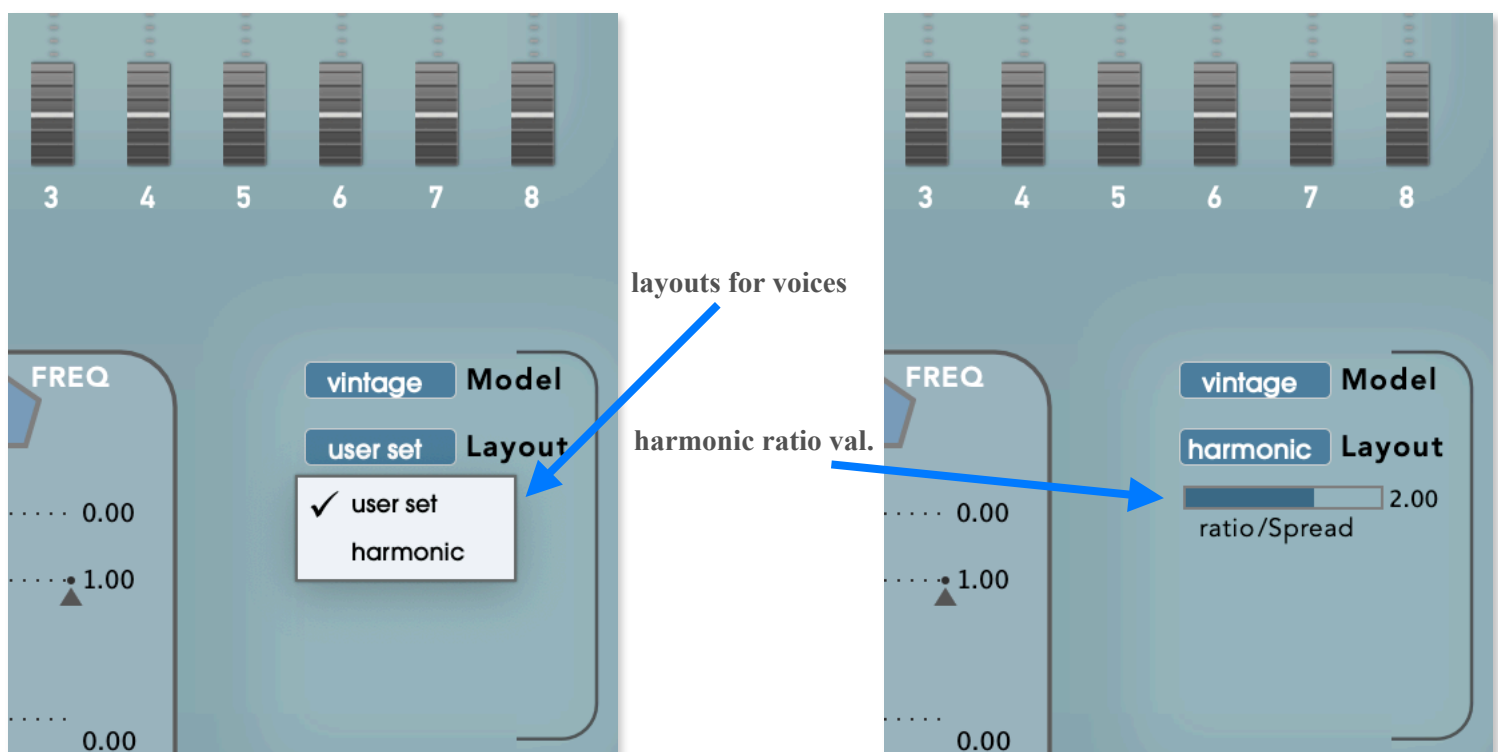 3 4 5 6 7 8
FREQ
vintage Model
user set Layout
✓ user set
harmonic
0.00
1.00
0.00
layouts for voices
harmonic ratio val.
3 4 5 6 7 8
FREQ
vintage Model
harmonic Layout
2.00
ratio/Spread
0.00
1.00
0.00